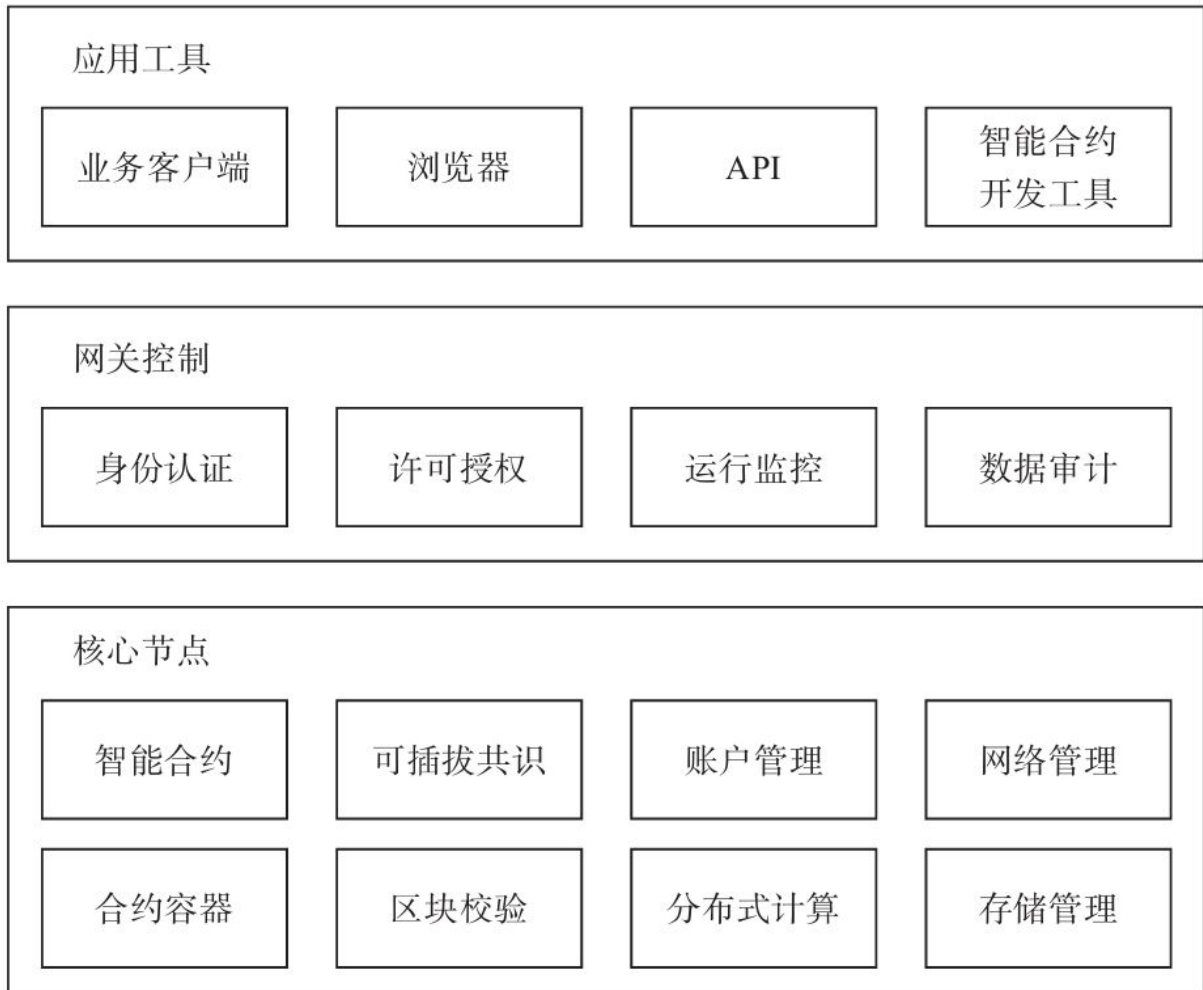 应用工具
业务客户端
浏览器
API
智能合约
开发工具
网关控制
身份认证
许可授权
运行监控
数据审计
核心节点
智能合约
可插拔共识
账户管理
网络管理
合约容器
区块校验
分布式计算
存储管理